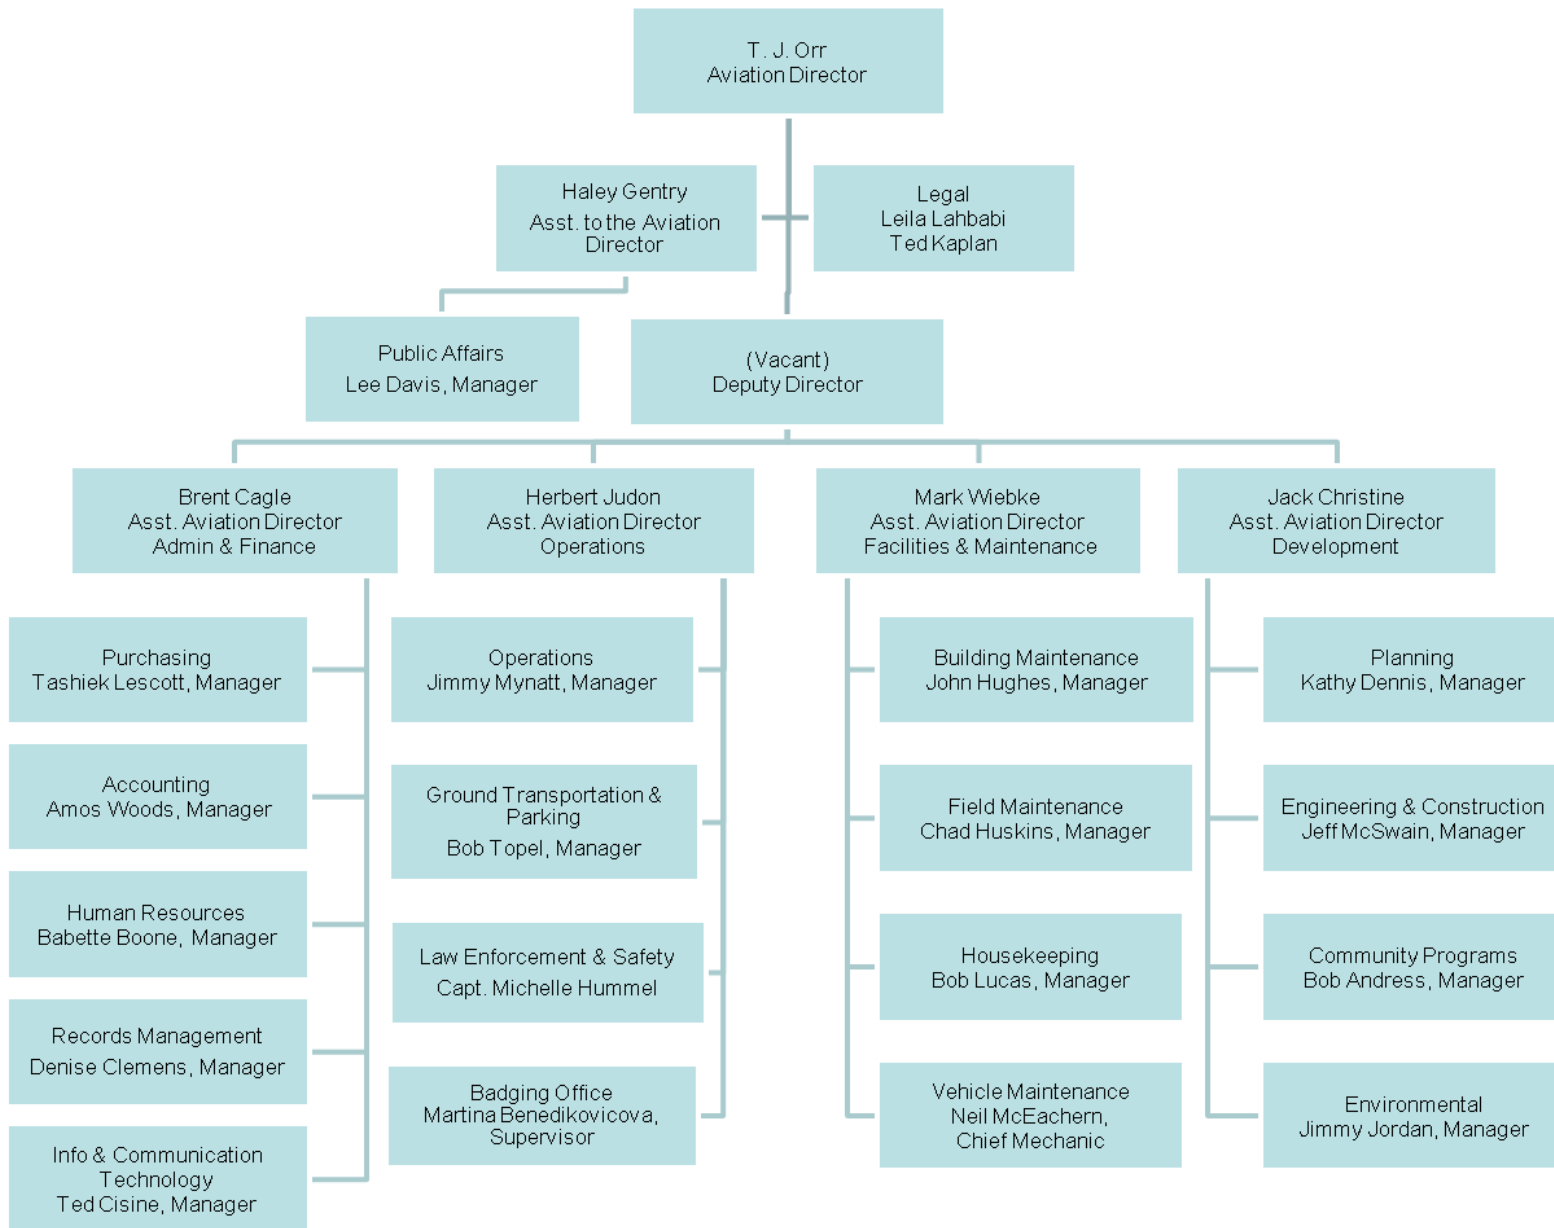 T. J. Orr
Aviation Director
Haley Gentry
Asst. to the Aviation
Director
Legal
Leila Lahbabi
Ted Kaplan
Public Affairs
Lee Davis, Manager
(Vacant)
Deputy Director
Brent Cagle
Asst. Aviation Director
Admin & Finance
Herbert Judon
Asst. Aviation Director
Operations
Mark Wiebke
Asst. Aviation Director
Facilities & Maintenance
Jack Christine
Asst. Aviation Director
Development
Purchasing
Tashiek Lescott, Manager
Accounting
Amos Woods, Manager
Human Resources
Babette Boone, Manager
Records Management
Denise Clemens, Manager
Info & Communication
Technology
Ted Cisine, Manager
Operations
Jimmy Mynatt, Manager
Ground Transportation &
Parking
Bob Topel, Manager
Law Enforcement & Safety
Capt. Michelle Hummel
Badging Office
Martina Benedikovicova,
Supervisor
Building Maintenance
John Hughes, Manager
Field Maintenance
Chad Huskins, Manager
Housekeeping
Bob Lucas, Manager
Vehicle Maintenance
Neil McEachern,
Chief Mechanic
Planning
Kathy Dennis, Manager
Engineering & Construction
Jeff McSwain, Manager
Community Programs
Bob Andress, Manager
Environmental
Jimmy Jordan, Manager